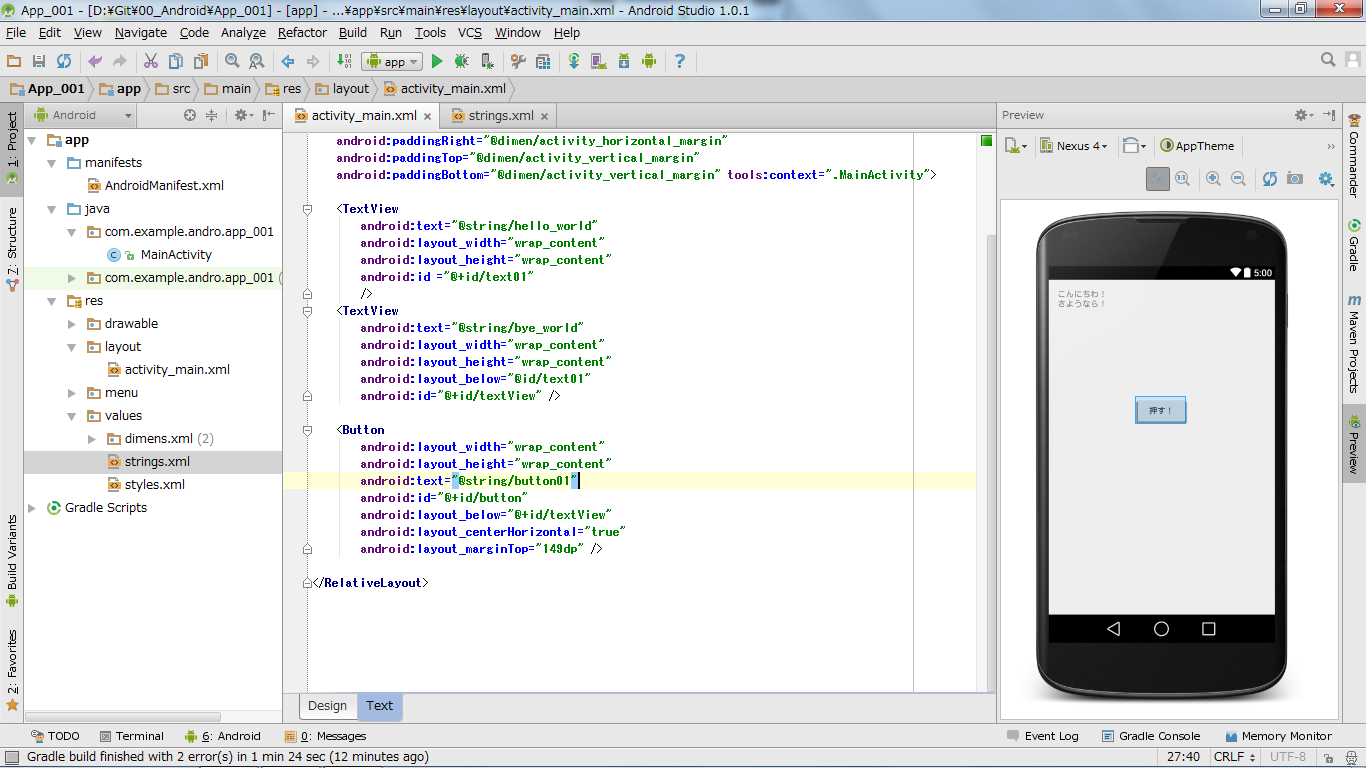 App_001 - [D:¥Git¥00_Android¥App_001] - [app] - ...¥app¥src¥main¥res¥layout¥activity_main.xml - Android Studio 1.0.1
File Edit View Navigate Code Analyze Refactor Build Run Tools VCS Window Help
app
App_001 app src main res layout activity_main.xml
1: Project
7: Structure
Build Variants
2: Favorites
Android
app
manifests
AndroidManifest.xml
java
com.example.andro.app_001
MainActivity
com.example.andro.app_001 (
res
drawable
layout
activity_main.xml
menu
values
dimens.xml (2)
strings.xml
styles.xml
Gradle Scripts
activity_main.xml × strings.xml ×
android:paddingRight="@dimen/activity_horizontal_margin"
android:paddingTop="@dimen/activity_vertical_margin"
android:paddingBottom="@dimen/activity_vertical_margin" tools:context=".MainActivity">
<TextView
android:text="@string/hello_world"
android:layout_width="wrap_content"
android:layout_height="wrap_content"
android:id ="@+id/text01"
/>
<TextView
android:text="@string/bye_world"
android:layout_width="wrap_content"
android:layout_height="wrap_content"
android:layout_below="@id/text01"
android:id="@+id/textView" />
<Button
android:layout_width="wrap_content"
android:layout_height="wrap_content"
android:text="@string/button01"
android:id="@+id/button"
android:layout_below="@+id/textView"
android:layout_centerHorizontal="true"
android:layout_marginTop="149dp" />
</RelativeLayout>
Design Text
Preview
Nexus 4 AppTheme
1:1
5:00
こんにちわ！
さようなら！
押す！
Commander
Gradle
m
Maven Projects
Preview
TODO Terminal 6: Android 0: Messages Event Log Gradle Console Memory Monitor
Gradle build finished with 2 error(s) in 1 min 24 sec (12 minutes ago) 27:40 CRLF UTF-8